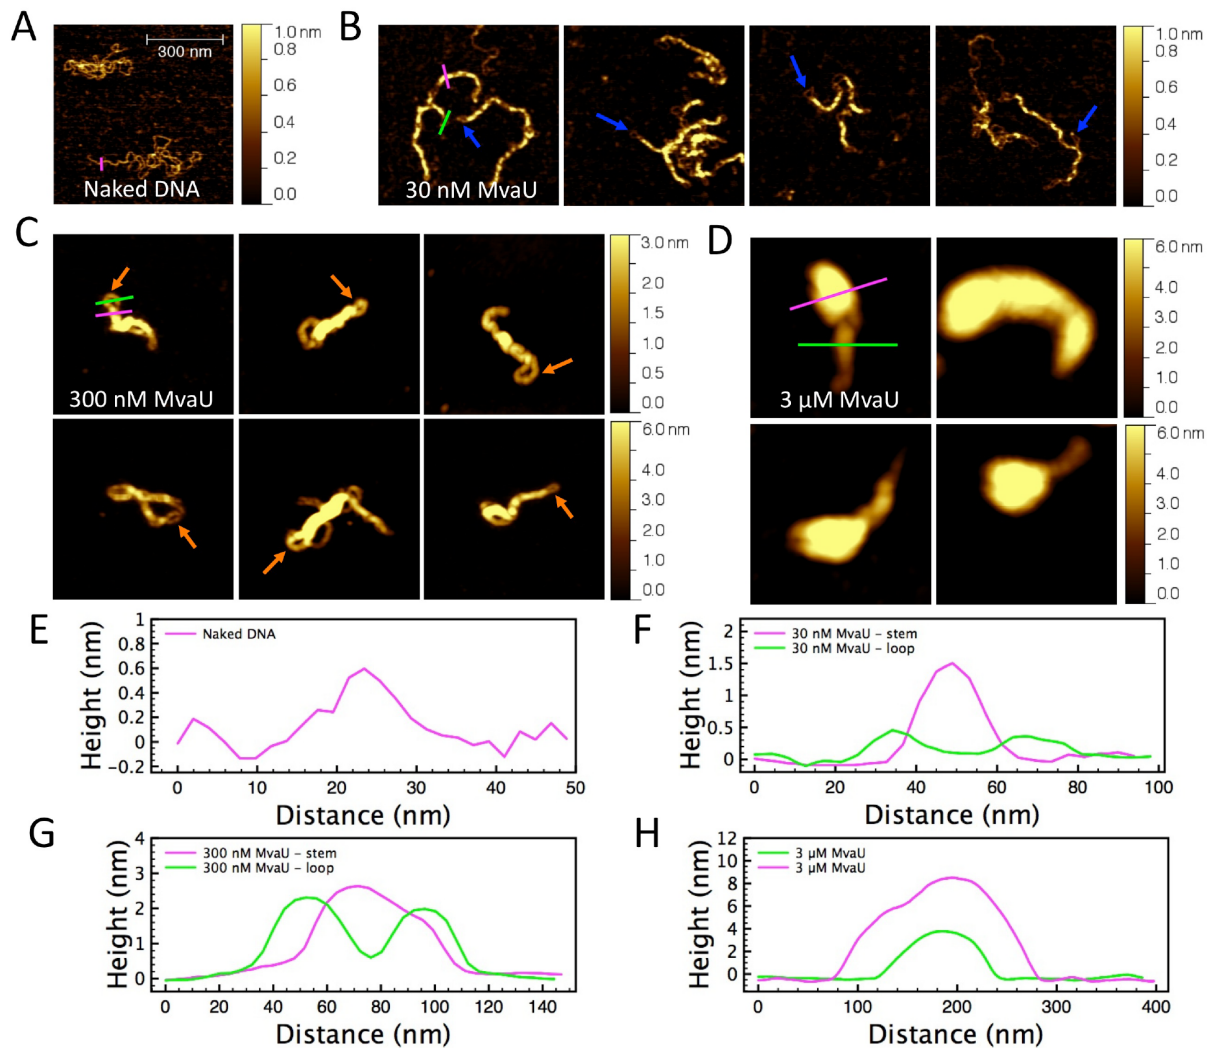 A
300 nm
Naked DNA
1.0 nm
0.8
0.6
0.4
0.2
0.0
B
30 nM MvaU
1.0 nm
0.8
0.6
0.4
0.2
0.0
C
300 nM MvaU
3.0 nm
2.5
2.0
1.5
1.0
0.5
0.0
6.0 nm
5.0
4.0
3.0
2.0
1.0
0.0
D
3 μM MvaU
6.0 nm
5.0
4.0
3.0
2.0
1.0
0.0
6.0 nm
5.0
4.0
3.0
2.0
1.0
0.0
E
Naked DNA
Height (nm)
1
0.8
0.6
0.4
0.2
0
−0.2
0 10 20 30 40 50
Distance (nm)
F
30 nM MvaU – stem
30 nM MvaU – loop
Height (nm)
2
1.5
1
0.5
0
0 20 40 60 80 100
Distance (nm)
G
300 nM MvaU – stem
300 nM MvaU – loop
Height (nm)
4
3
2
1
0
0 20 40 60 80 100 120 140
Distance (nm)
H
3 μM MvaU
3 μM MvaU
Height (nm)
12
10
8
6
4
2
0
0 100 200 300 400
Distance (nm)